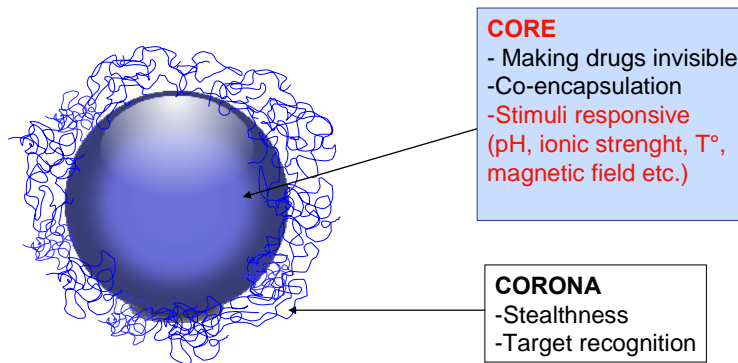 CORE
- Making drugs invisible
-Co-encapsulation
-Stimuli responsive
(pH, ionic strenght, T°,
magnetic field etc.)
CORONA
-Stealthness
-Target recognition